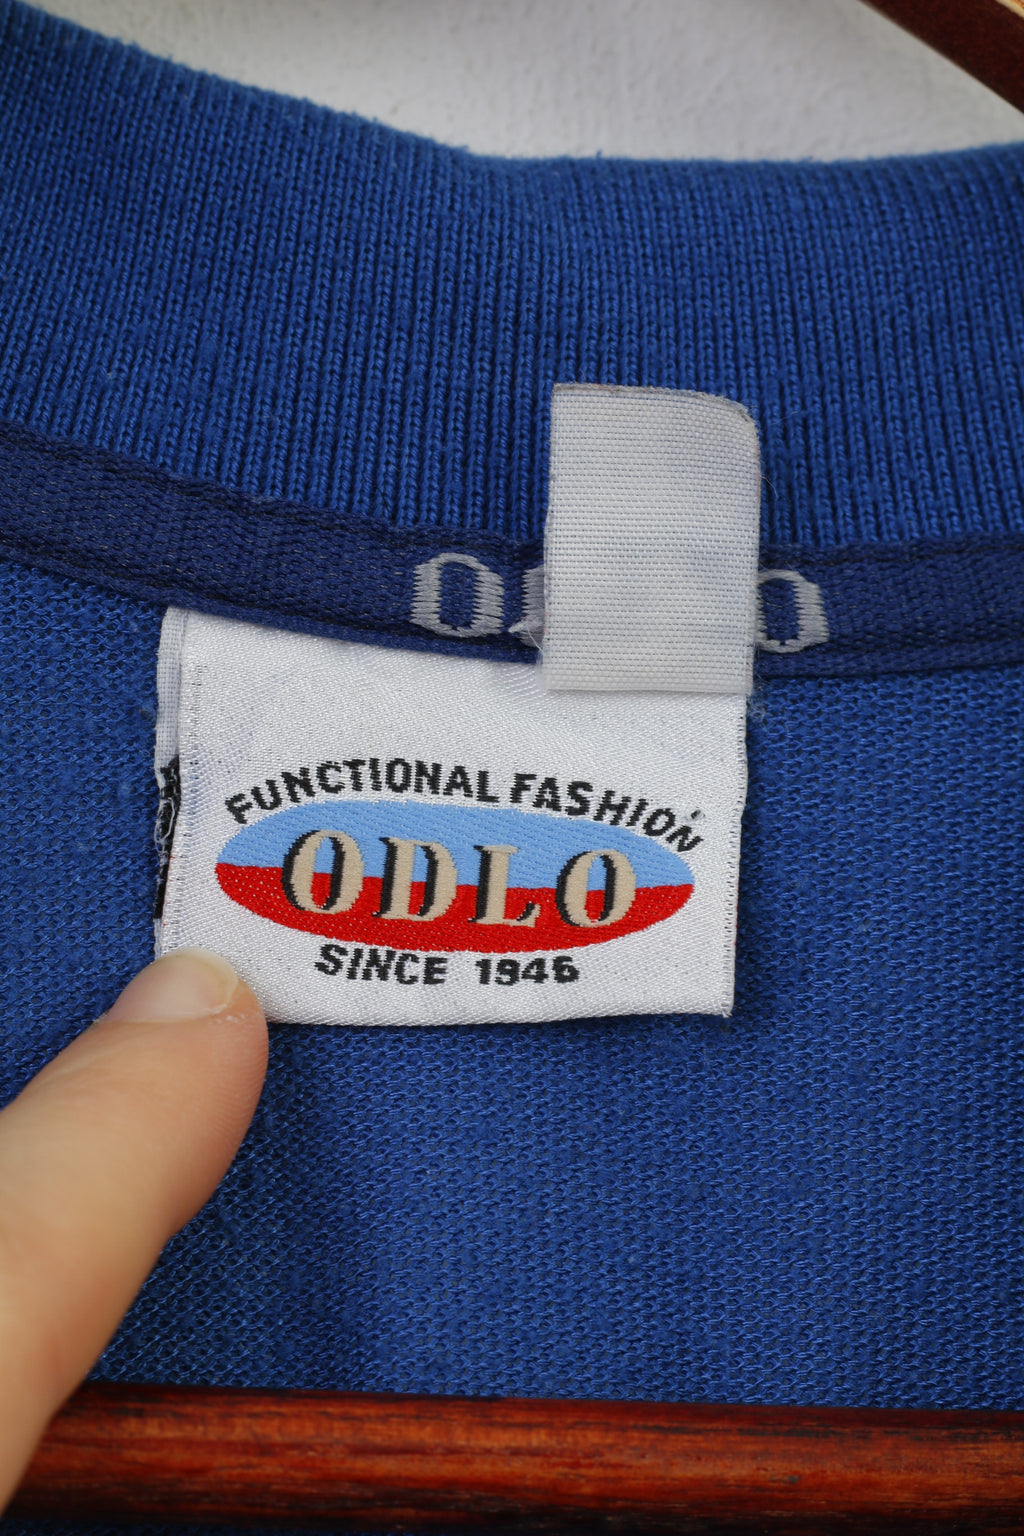 O O
FUNCTIONAL FASHION
ODLO
SINCE 1946